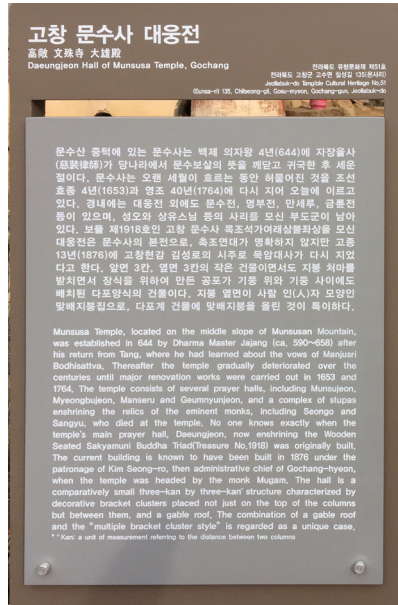 고창 문수사 대웅전
高敞 文殊寺 大雄殿
Daeungjeon Hall of Munsusa Temple, Gochang
전라북도 유형문화재 제51호
전라북도 고창군 고수면 칠성길 135(은사리)
Jeollabuk-do Tangible Cultural Heritage No.51
(Eunsa-ri) 135, Chilseong-gil, Gosu-myeon, Gochang-gun, Jeollabuk-do
문수산 중턱에 있는 문수사는 백제 의자왕 4년(644)에 자장율사
(慈裝律師)가 당나라에서 문수보살의 뜻을 깨닫고 귀국한 후 세운
절이다. 문수사는 오랜 세월이 흐르는 동안 허물어진 것을 조선
효종 4년(1653)과 영조 40년(1764)에 다시 지어 오늘에 이르고
있다. 경내에는 대웅전 외에도 문수전, 명부전, 만세루, 금륜전
등이 있으며, 성오와 상유스님 등의 사리를 모신 부도군이 남아
있다. 보물 제1918호인 고창 문수사 목조석가여래삼불좌상을 모신
대웅전은 문수사의 본전으로, 축조연대가 명확하지 않지만 고종
13년(1876)에 고창현감 김성로의 시주로 묵암대사가 다시 지었
다고 한다. 앞면 3칸, 옆면 3칸의 작은 건물이면서도 지붕 처마를
받치면서 장식을 위하여 만든 공포가 기둥 위와 기둥 사이에도
배치된 다포양식의 건물이다. 지붕 옆면이 사람 인(人)자 모양인
맞배지붕집으로, 다포계 건물에 맞배지붕을 올린 것이 특이하다.
Munsusa Temple, located on the middle slope of Munsusan Mountain,
was established in 644 by Dharma Master Jajang (ca, 590~658) after
his return from Tang, where he had learned about the vows of Manjusri
Bodhisattva. Thereafter the temple gradually deteriorated over the
centuries until major renovation works were carried out in 1653 and
1764. The temple consists of several prayer halls, including Munsujeon,
Myeongbujeon, Manseru and Geumnyunjeon, and a complex of stupas
enshrining the relics of the eminent monks, including Seongo and
Sangyu, who died at the temple. No one knows exactly when the
temple's main prayer hall, Daeungjeon, now enshrining the Wooden
Seated Sakyamuni Buddha Triad(Treasure No.1918) was originally built.
The current building is known to have been built in 1876 under the
patronage of Kim Seong-ro, then administrative chief of Gochang-hyeon,
when the temple was headed by the monk Mugam. The hall is a
comparatively small three-kan by three-kan* structure characterized by
decorative bracket clusters placed not just on the top of the columns
but between them, and a gable roof. The combination of a gable roof
and the "multiple bracket cluster style" is regarded as a unique case.
* "Kan: a unit of measurement referring to the distance between two columns